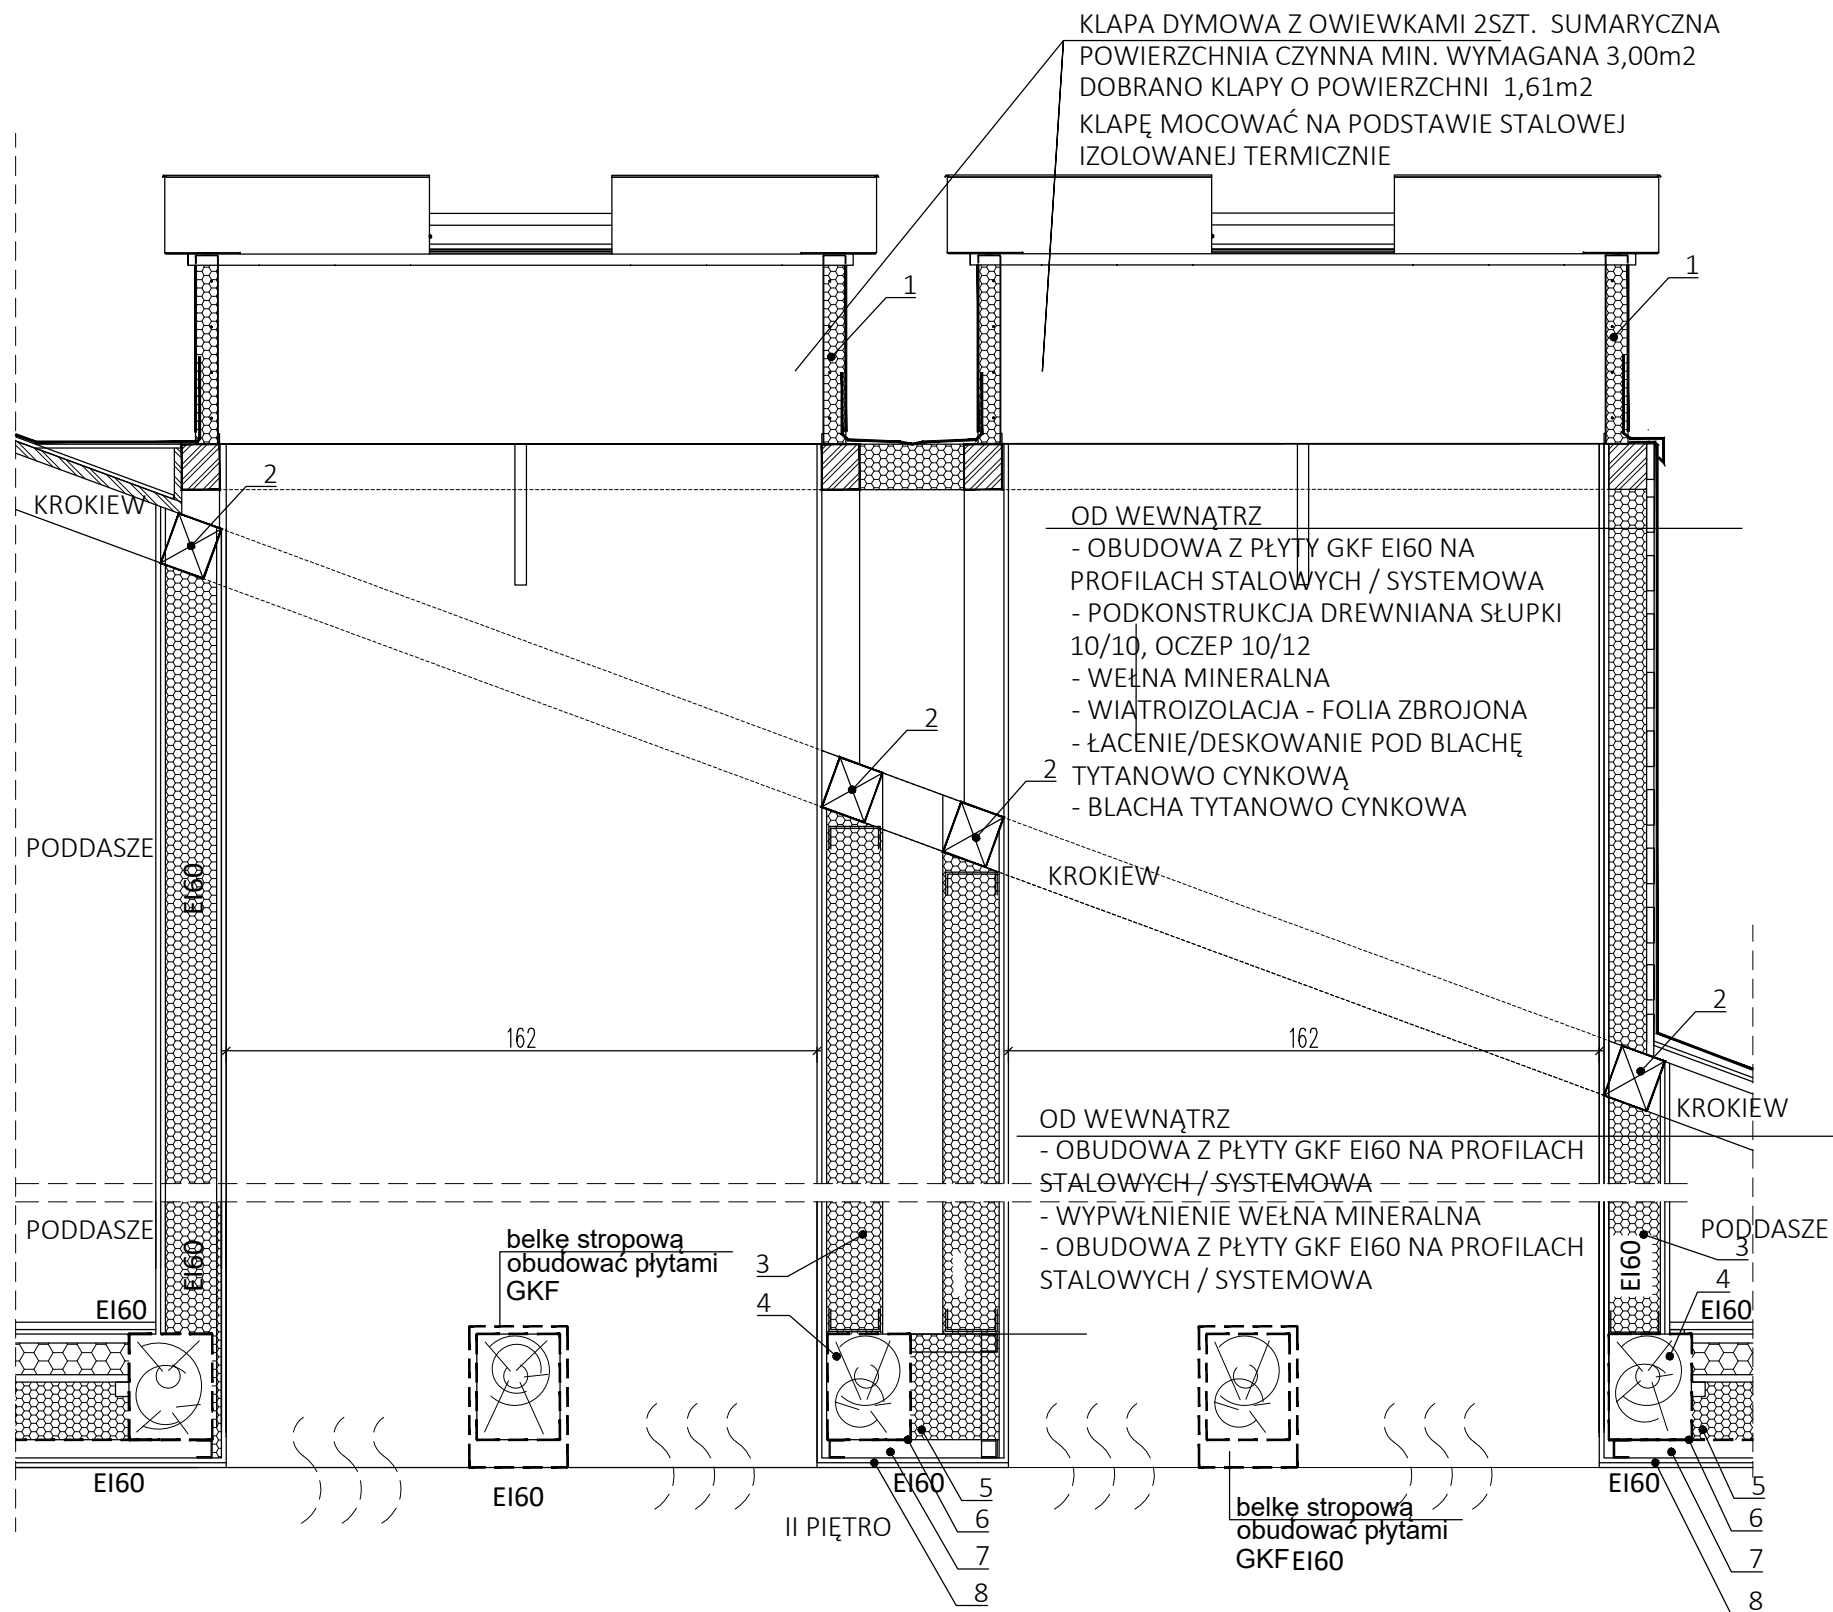 KLAPA DYMOWA Z OWIEWKAMI 2SZT. SUMARYCZNA
POWIERZCHNIA CZYNNA MIN. WYMAGANA 3,00m2
DOBRANO KLAPY O POWIERZCHNI 1,61m2
KLAPĘ MOCOWAĆ NA PODSTAWIE STALOWEJ
IZOLOWANEJ TERMICZNIE
1
1
2
KROKIEW
OD WEWNĄTRZ
- OBUDOWA Z PŁYTY GKF EI60 NA
PROFILACH STALOWYCH / SYSTEMOWA
- PODKONSTRUKCJA DREWNIANA SŁUPKI
10/10, OCZEP 10/12
- WEŁNA MINERALNA
- WIATROIZOLACJA - FOLIA ZBROJONA
- ŁACENIE/DESKOWANIE POD BLACHĘ
TYTANOWO CYNKOWĄ
- BLACHA TYTANOWO CYNKOWA
2
2
PODDASZE
EI60
KROKIEW
2
162
162
KROKIEW
OD WEWNĄTRZ
- OBUDOWA Z PŁYTY GKF EI60 NA PROFILACH
STALOWYCH / SYSTEMOWA
- WYPWŁNIENIE WEŁNA MINERALNA
- OBUDOWA Z PŁYTY GKF EI60 NA PROFILACH
STALOWYCH / SYSTEMOWA
PODDASZE
EI60
belkę stropową
obudować płytami
GKF
3
4
EI60
PODDASZE
3
4
EI60
EI60
EI60
EI60
EI60
EI60
5
6
7
8
II PIĘTRO
belkę stropową
obudować płytami
GKF EI60
5
6
7
8